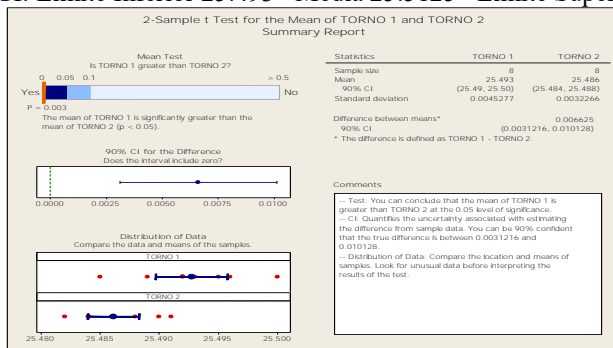 2-Sample t Test for the Mean of TORNO 1 and TORNO 2
Summary Report
Mean Test
Is TORNO 1 greater than TORNO 2?
0 0.05 0.1 > 0.5
Yes No
P = 0.003
The mean of TORNO 1 is significantly greater than the
mean of TORNO 2 (p < 0.05).
90% CI for the Difference
Does the interval include zero?
0.0000 0.0025 0.0050 0.0075 0.0100
Distribution of Data
Compare the data and means of the samples.
TORNO 1
TORNO 2
25.480 25.485 25.490 25.495 25.500
Statistics TORNO 1 TORNO 2
Sample size 8 8
Mean 25.493 25.486
90% CI (25.49, 25.50) (25.484, 25.488)
Standard deviation 0.0045277 0.0032266
Difference between means* 0.006625
90% CI (0.0031216, 0.010128)
* The difference is defined as TORNO 1 - TORNO 2.
Comments
-- Test: You can conclude that the mean of TORNO 1 is
greater than TORNO 2 at the 0.05 level of significance.
-- CI: Quantifies the uncertainty associated with estimating
the difference from sample data. You can be 90% confident
that the true difference is between 0.0031216 and
0.010128.
-- Distribution of Data: Compare the location and means of
samples. Look for unusual data before interpreting the
results of the test.